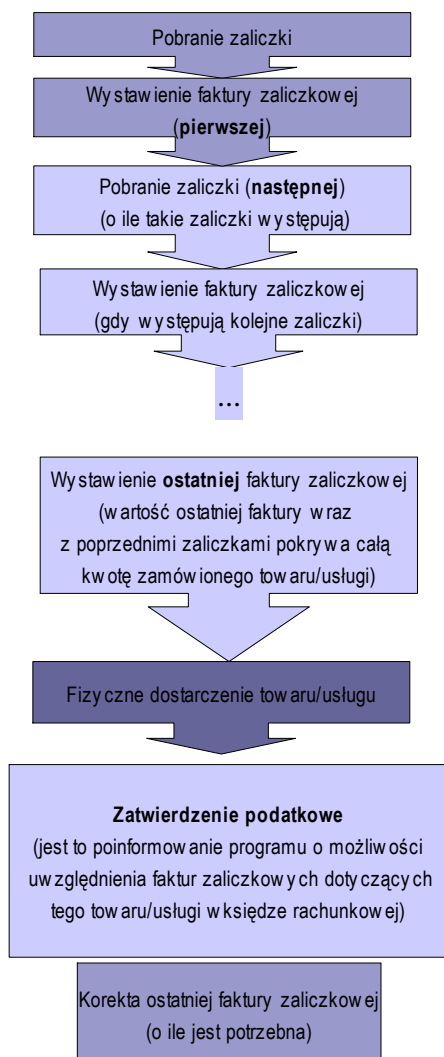 Pobranie zaliczki
Wystawienie faktury zaliczkowej
(pierwszej)
Pobranie zaliczki (następnej)
(o ile takie zaliczki występują)
Wystawienie faktury zaliczkowej
(gdy występują kolejne zaliczki)
...
Wystawienie ostatniej faktury zaliczkowej
(wartość ostatniej faktury wraz
z poprzednimi zaliczkami pokrywa całą
kwotę zamówionego towaru/usługi)
Fizyczne dostarczenie towaru/usługu
Zatwierdzenie podatkowe
(jest to poinformowanie programu o możliwości
uwzględnienia faktur zaliczkowych dotyczących
tego towaru/usługi w księdze rachunkowej)
Korekta ostatniej faktury zaliczkowej
(o ile jest potrzebna)